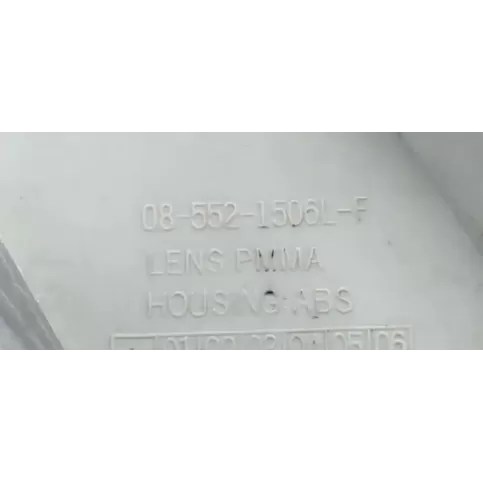 08-552-1506L-F
LENS PMMA
HOUSING:ABS
01 02 03 04 05 06